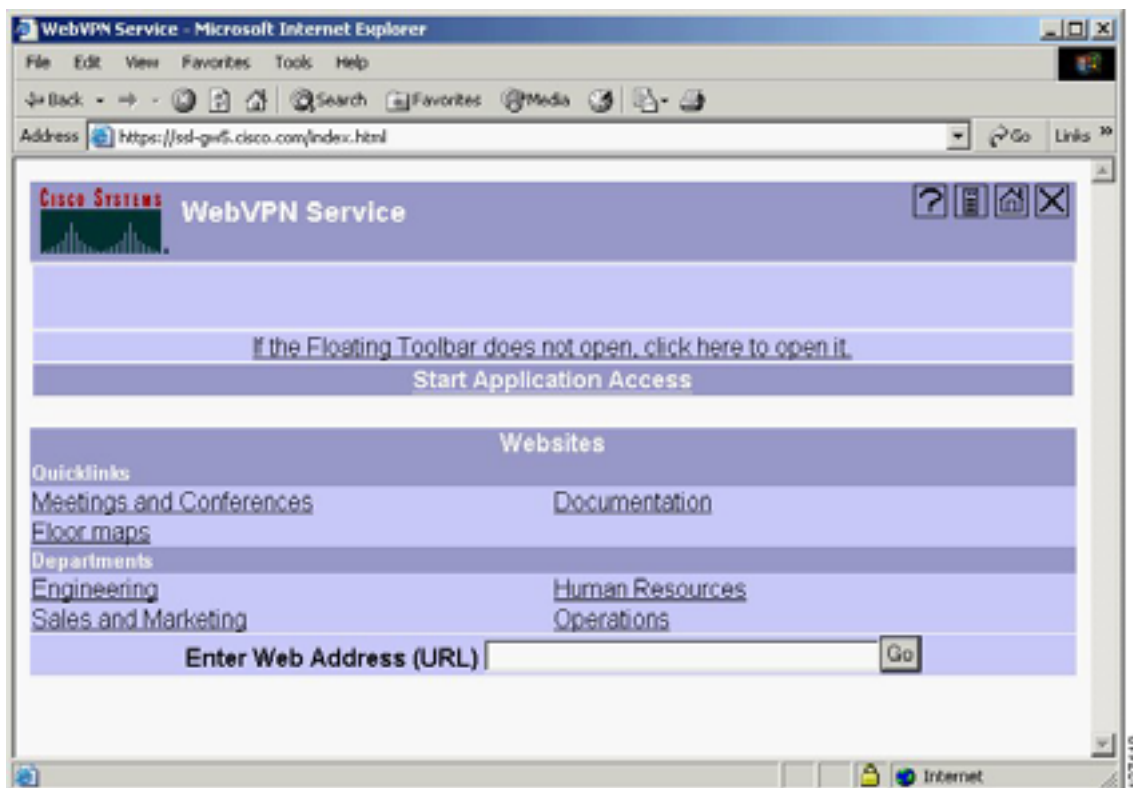 WebVPN Service - Microsoft Internet Explorer
File Edit View Favorites Tools Help
Back Search Favorites Media
Address https://ssl-gw5.cisco.com/index.html Go Links »
CISCO SYSTEMS
WebVPN Service
If the Floating Toolbar does not open, click here to open it.
Start Application Access
Websites
Quicklinks
Meetings and Conferences Documentation
Floor maps
Departments
Engineering Human Resources
Sales and Marketing Operations
Enter Web Address (URL) Go
Internet